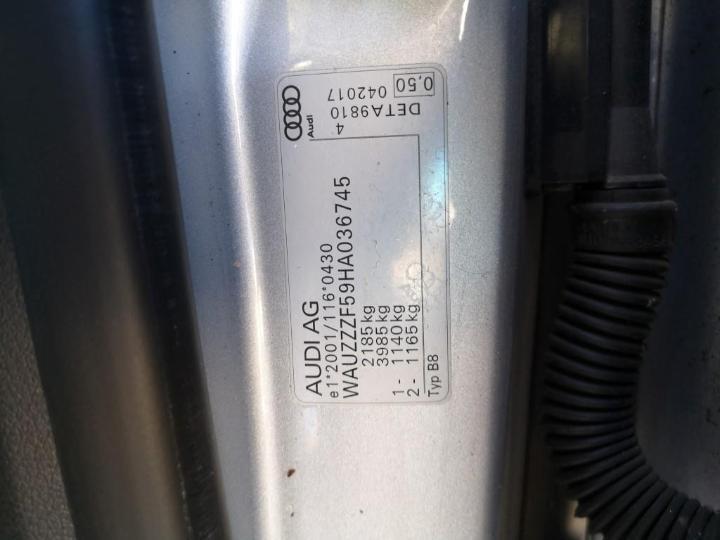 AUDI AG
e1*2001/116*0430
WAUZZZF59HA036745
2185 kg
3985 kg
1 - 1140 kg
2 - 1165 kg
Typ B8
Audi
4
DETA9810
042017 0,50